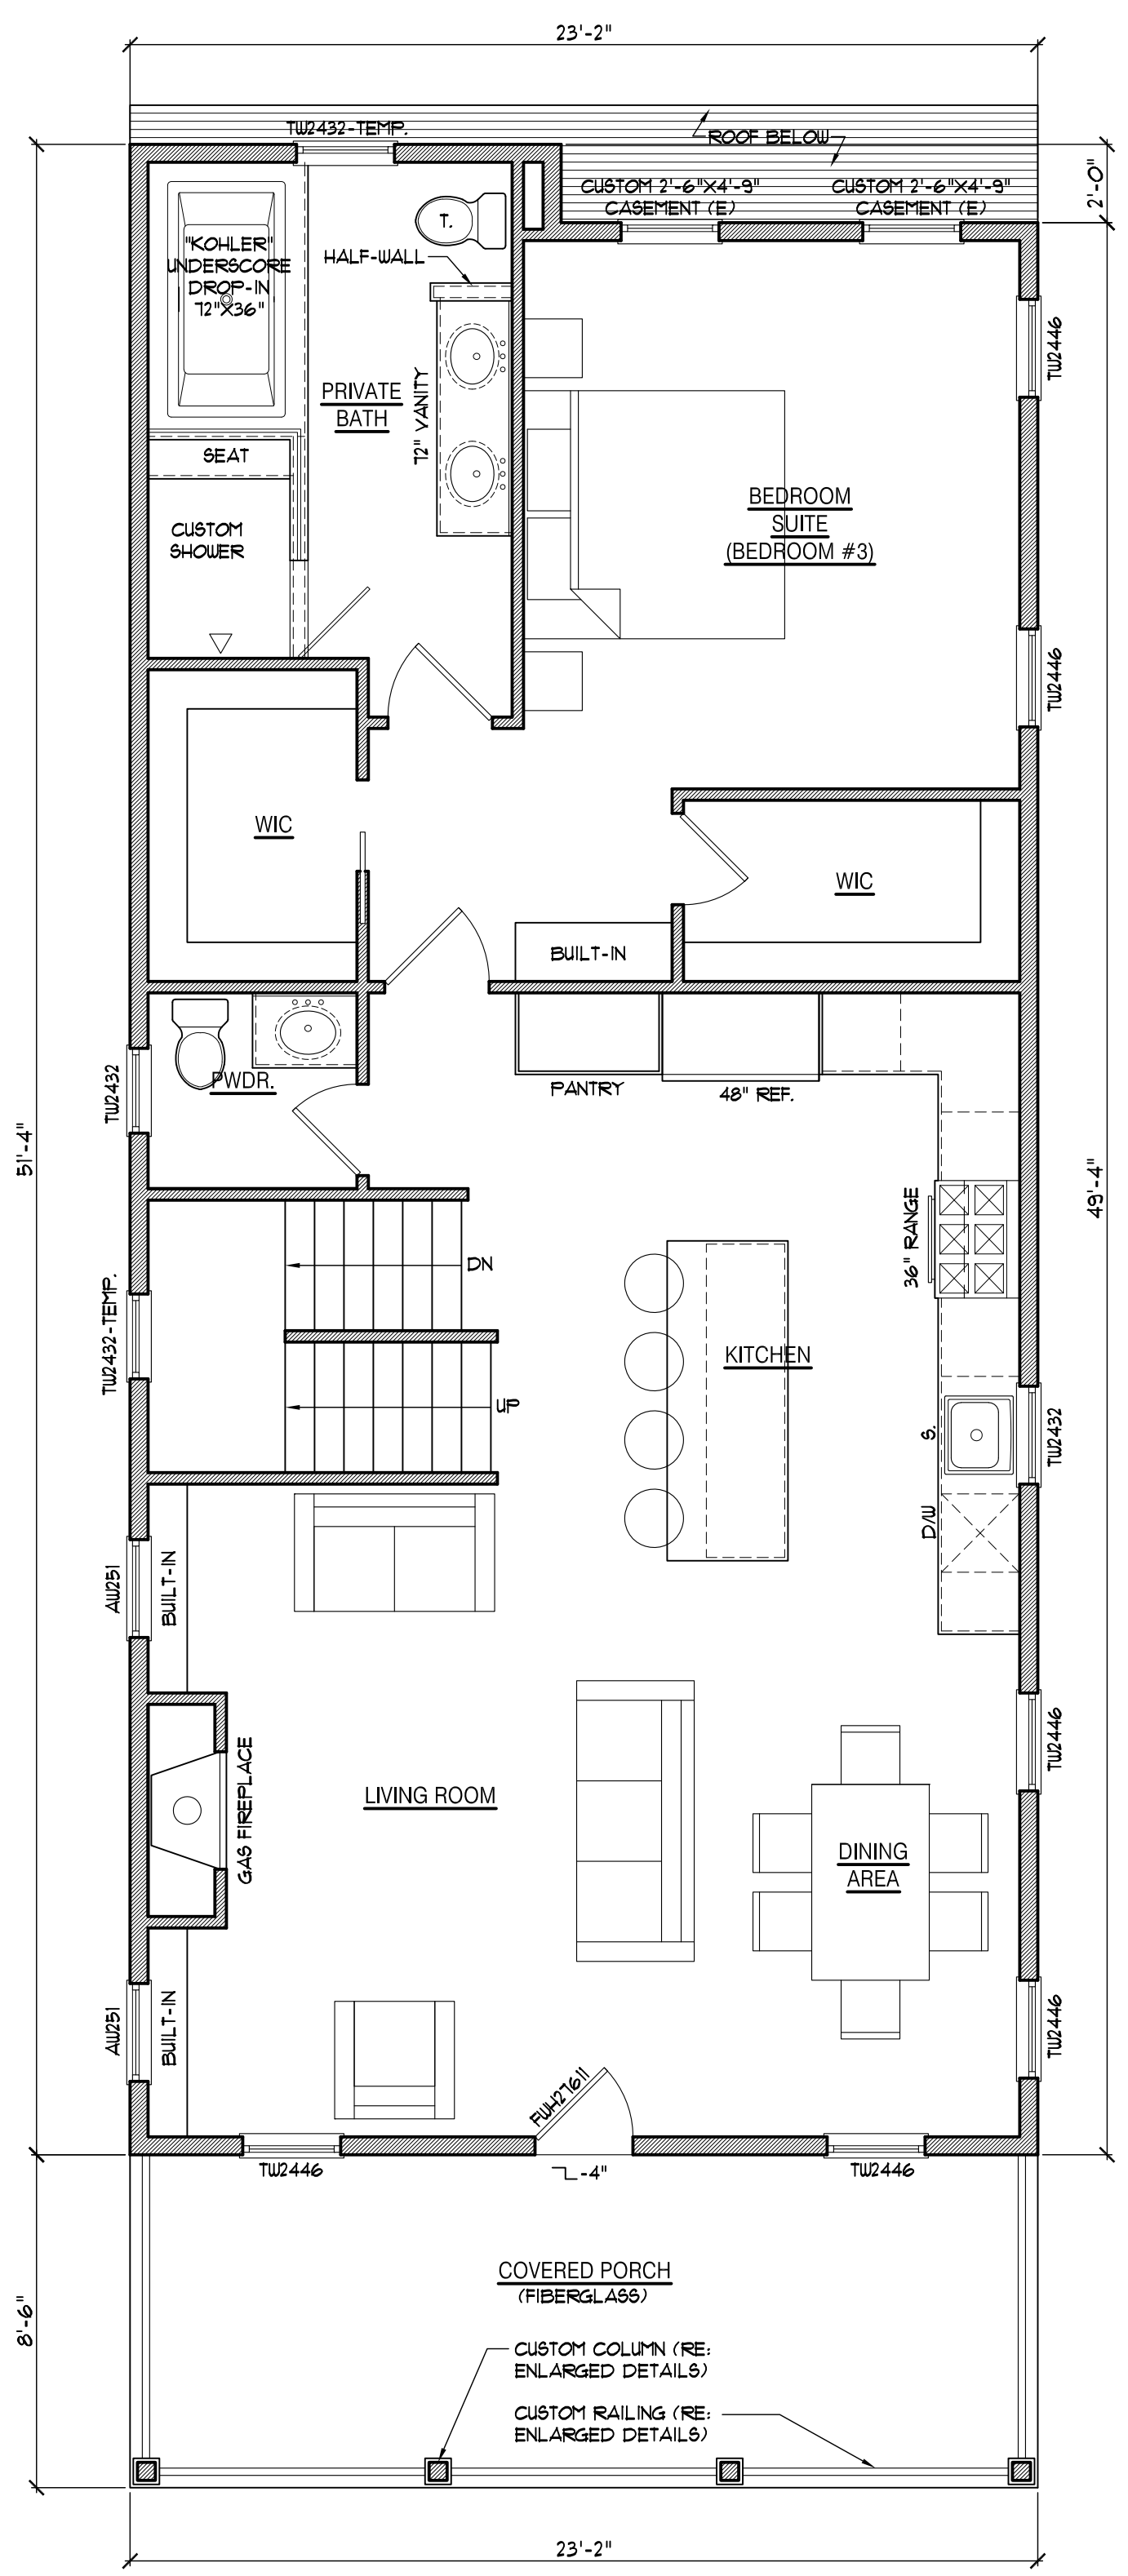 23'-2"
TW2432-TEMP.
ROOF BELOW
CUSTOM 2'-6"X4'-9"
CASEMENT (E)
CUSTOM 2'-6"X4'-9"
CASEMENT (E)
2'-0"
T.
"KOHLER"
UNDERSCORE
DROP-IN
72"X36"
HALF-WALL
TW2446
PRIVATE
BATH
72" VANITY
SEAT
BEDROOM
SUITE
(BEDROOM #3)
CUSTOM
SHOWER
TW2446
WIC
WIC
BUILT-IN
PWDR.
TW2432
PANTRY
48" REF.
51'-4"
49'-4"
36" RANGE
DN
TW2432-TEMP.
KITCHEN
UP
S.
TW2432
D/W
AW251
BUILT-IN
TW2446
GAS FIREPLACE
LIVING ROOM
DINING
AREA
AW251
BUILT-IN
TW2446
FWH27611
TW2446
-4"
TW2446
COVERED PORCH
(FIBERGLASS)
8'-6"
CUSTOM COLUMN (RE:
ENLARGED DETAILS)
CUSTOM RAILING (RE:
ENLARGED DETAILS)
23'-2"